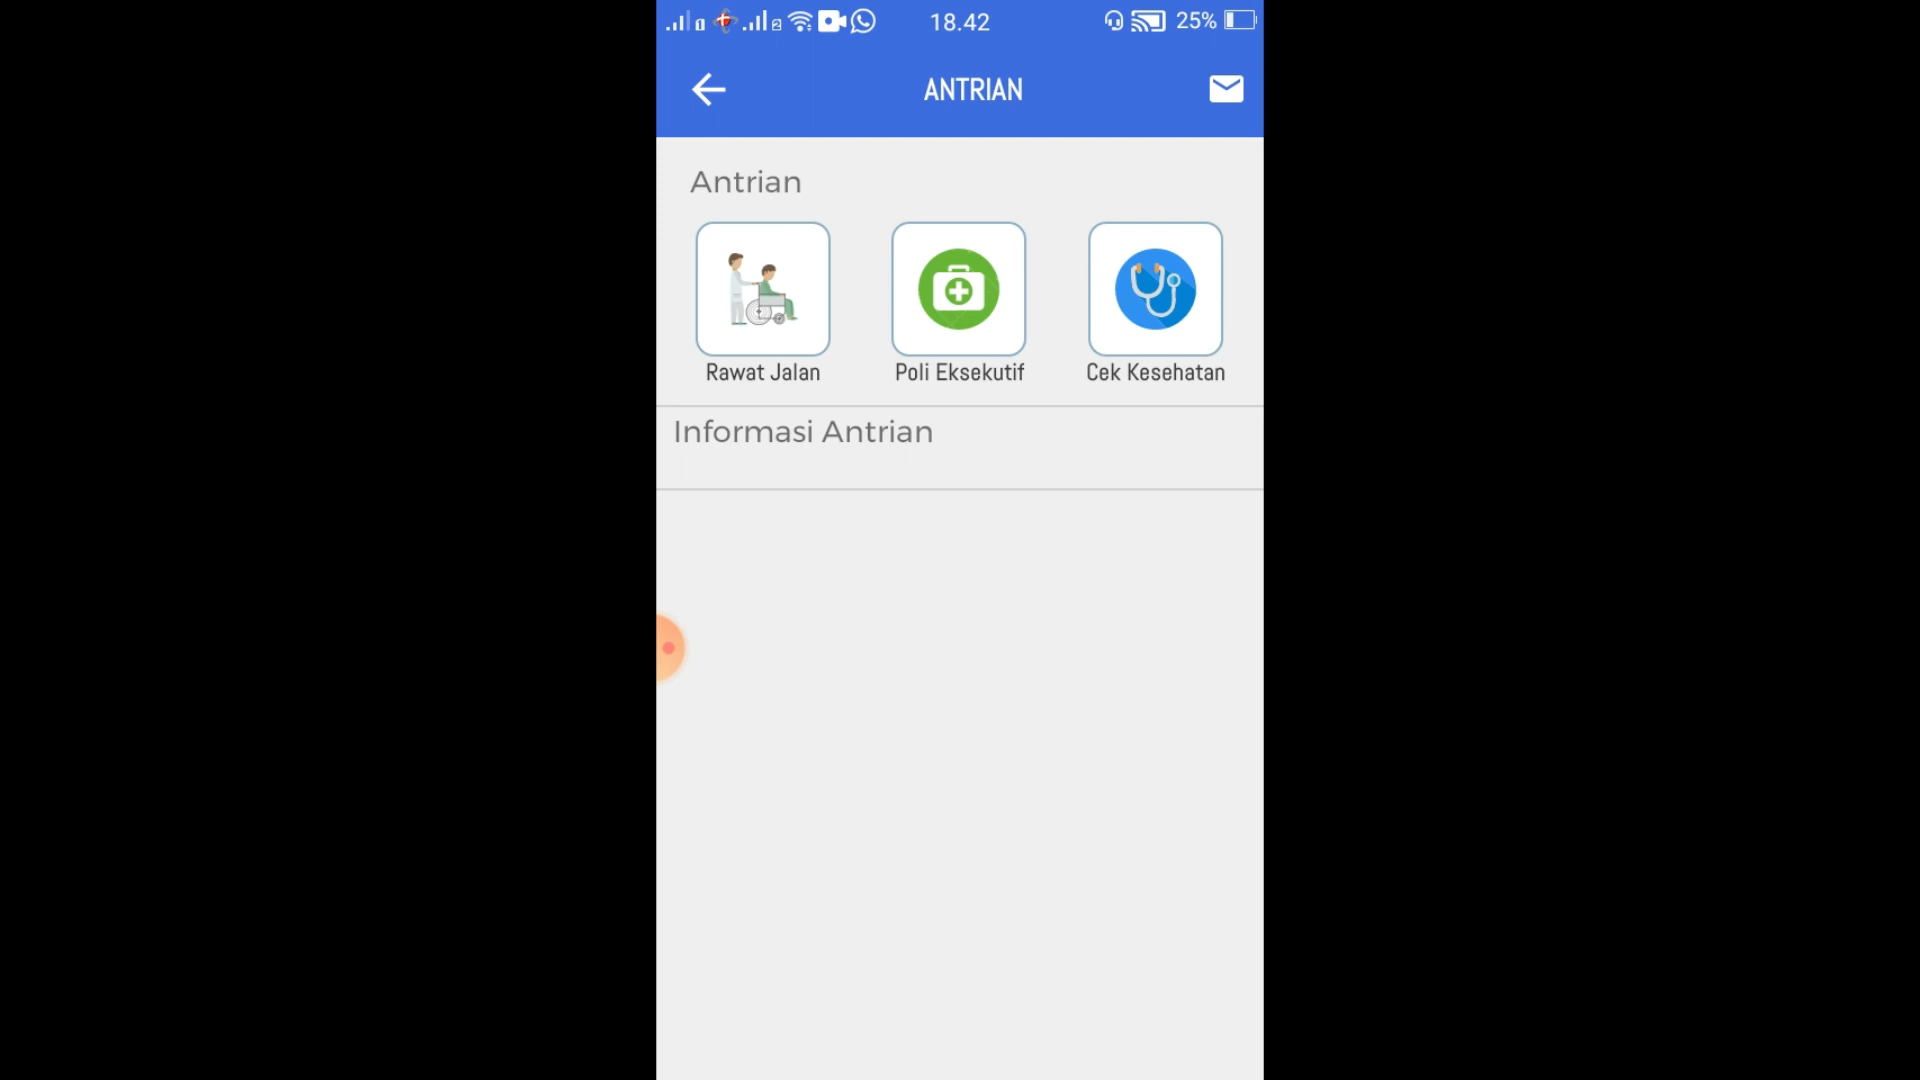 18.42
25%
ANTRIAN
Antrian
Rawat Jalan
Poli Eksekutif
Cek Kesehatan
Informasi Antrian